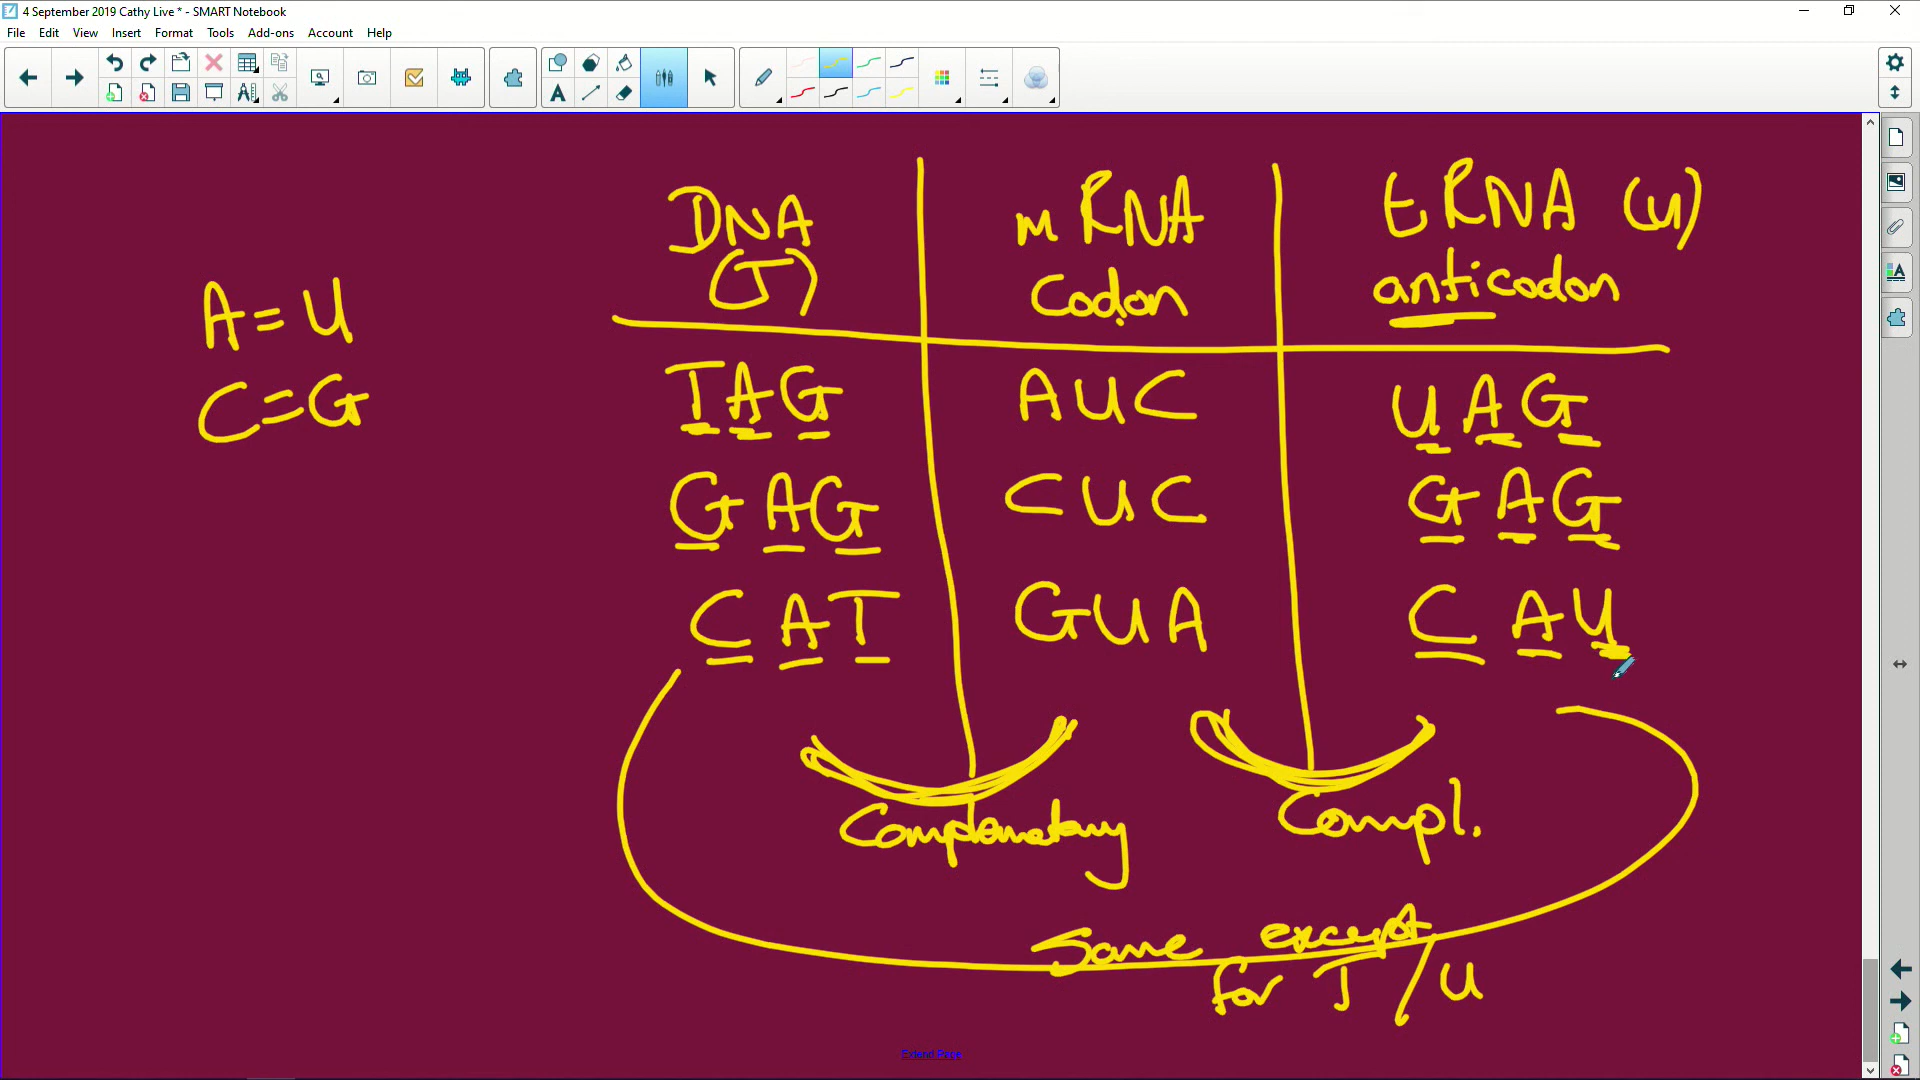 4 September 2019 Cathy Live * - SMART Notebook
File Edit View Insert Format Tools Add-ons Account Help
DNA mRNA tRNA (U)
(T) Codon anticodon
A=U
C=G
TAG AUC UAG
GAG CUC GAG
CAT GUA CAU
Complementary Compl.
Same except
for T/U
Extend Page